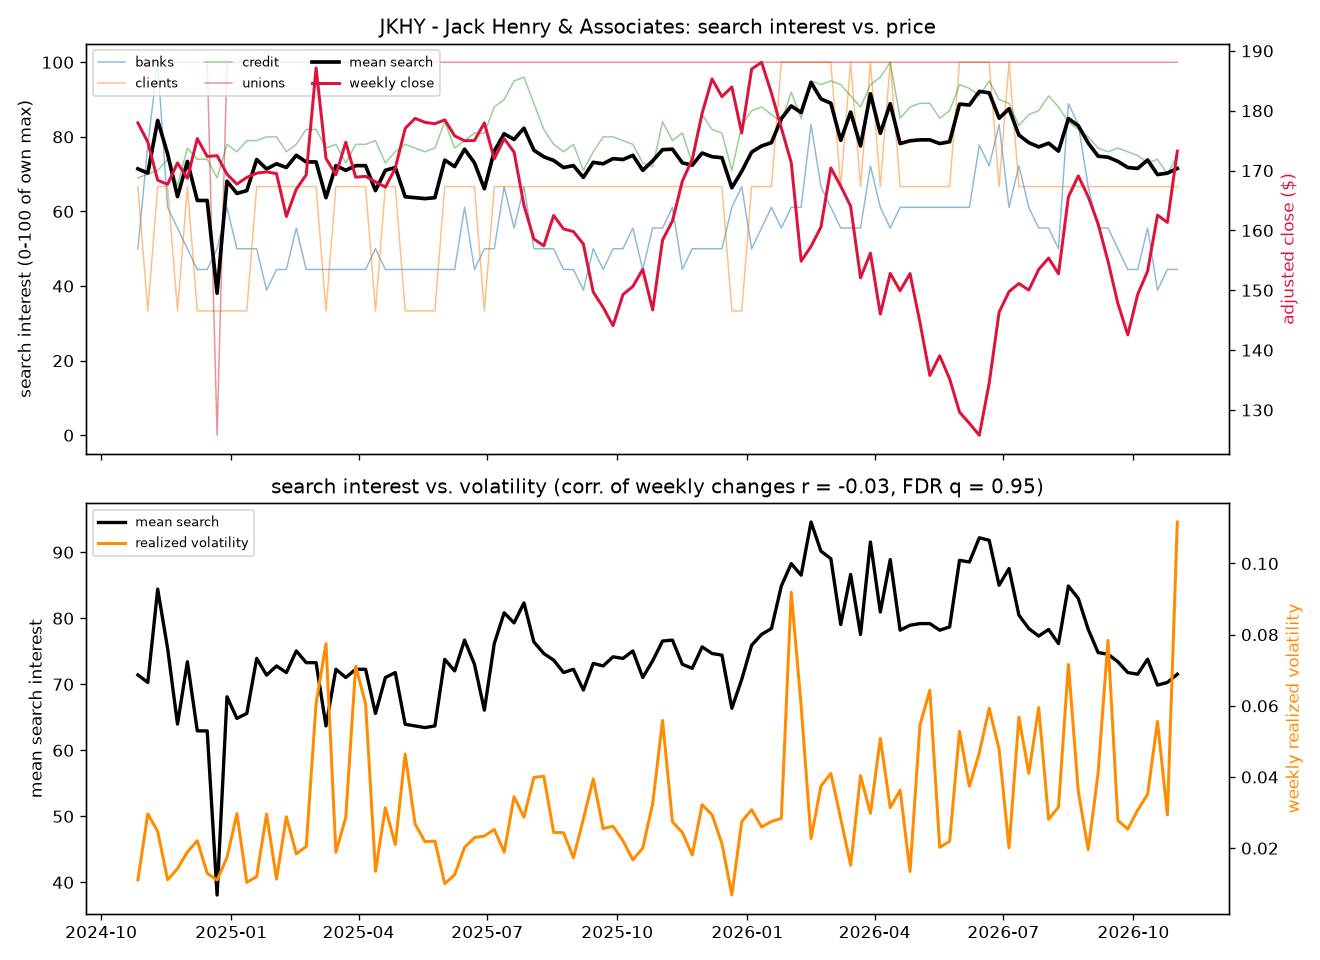 JKHY - Jack Henry & Associates: search interest vs. price
banks
clients
credit
unions
mean search
weekly close
search interest (0-100 of own max)
100
80
60
40
20
0
adjusted close ($)
190
180
170
160
150
140
130
search interest vs. volatility (corr. of weekly changes r = -0.03, FDR q = 0.95)
mean search
realized volatility
mean search interest
90
80
70
60
50
40
weekly realized volatility
0.10
0.08
0.06
0.04
0.02
2024-10
2025-01
2025-04
2025-07
2025-10
2026-01
2026-04
2026-07
2026-10